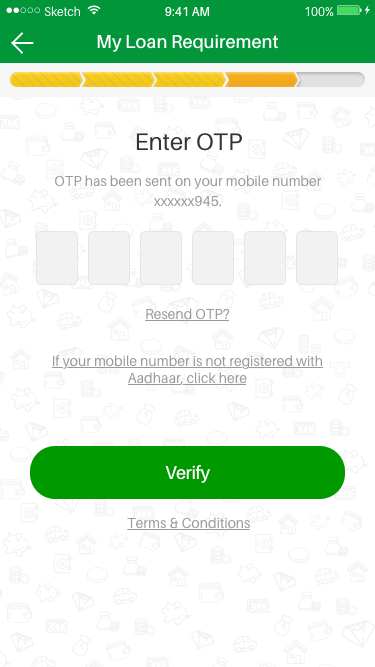 Sketch 9:41 AM 100%
My Loan Requirement
Enter OTP
OTP has been sent on your mobile number
xxxxxx945.
Resend OTP?
If your mobile number is not registered with
Aadhaar, click here
Verify
Terms & Conditions